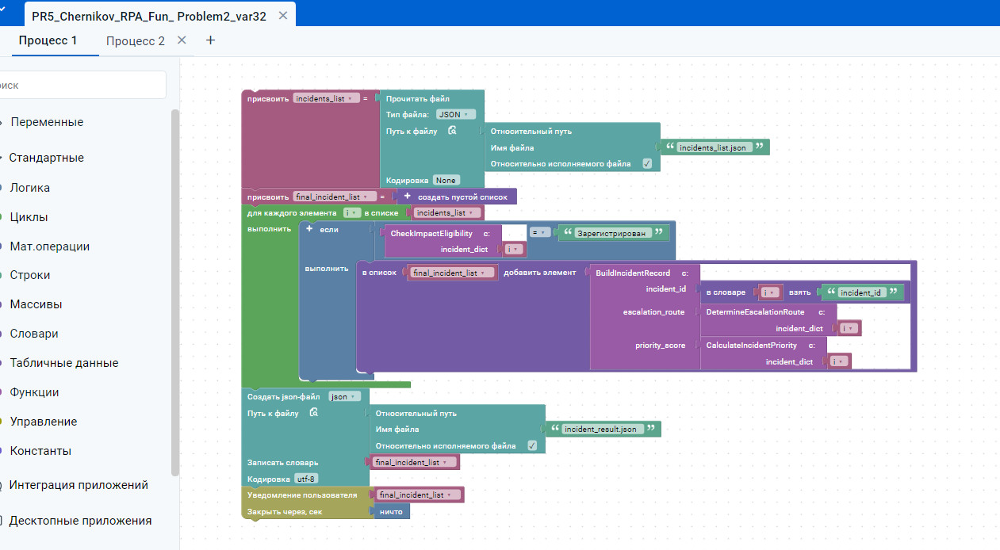 PR5_Chernikov_RPA_Fun_ Problem2_var32
Процесс 1 Процесс 2
иск
Переменные
Стандартные
Логика
Циклы
Мат.операции
Строки
Массивы
Словари
Табличные данные
Функции
Управление
Константы
Интеграция приложений
Десктопные приложения
присвоить incidents_list = Прочитать файл
Тип файла: JSON
Путь к файлу Относительный путь
Имя файла “ incidents_list.json ”
Относительно исполняемого файла
Кодировка None
присвоить final_incident_list = + создать пустой список
для каждого элемента i в списке incidents_list
выполнить + если CheckImpactEligibility с: = “ Зарегистрирован ”
incident_dict i
выполнить в список final_incident_list добавить элемент BuildIncidentRecord с:
incident_id в словаре i взять “ incident_id ”
escalation_route DetermineEscalationRoute с:
incident_dict i
priority_score CalculateIncidentPriority с:
incident_dict i
Создать json-файл json
Путь к файлу Относительный путь
Имя файла “ incident_result.json ”
Относительно исполняемого файла
Записать словарь final_incident_list
Кодировка utf-8
Уведомление пользователя final_incident_list
Закрыть через, сек ничто